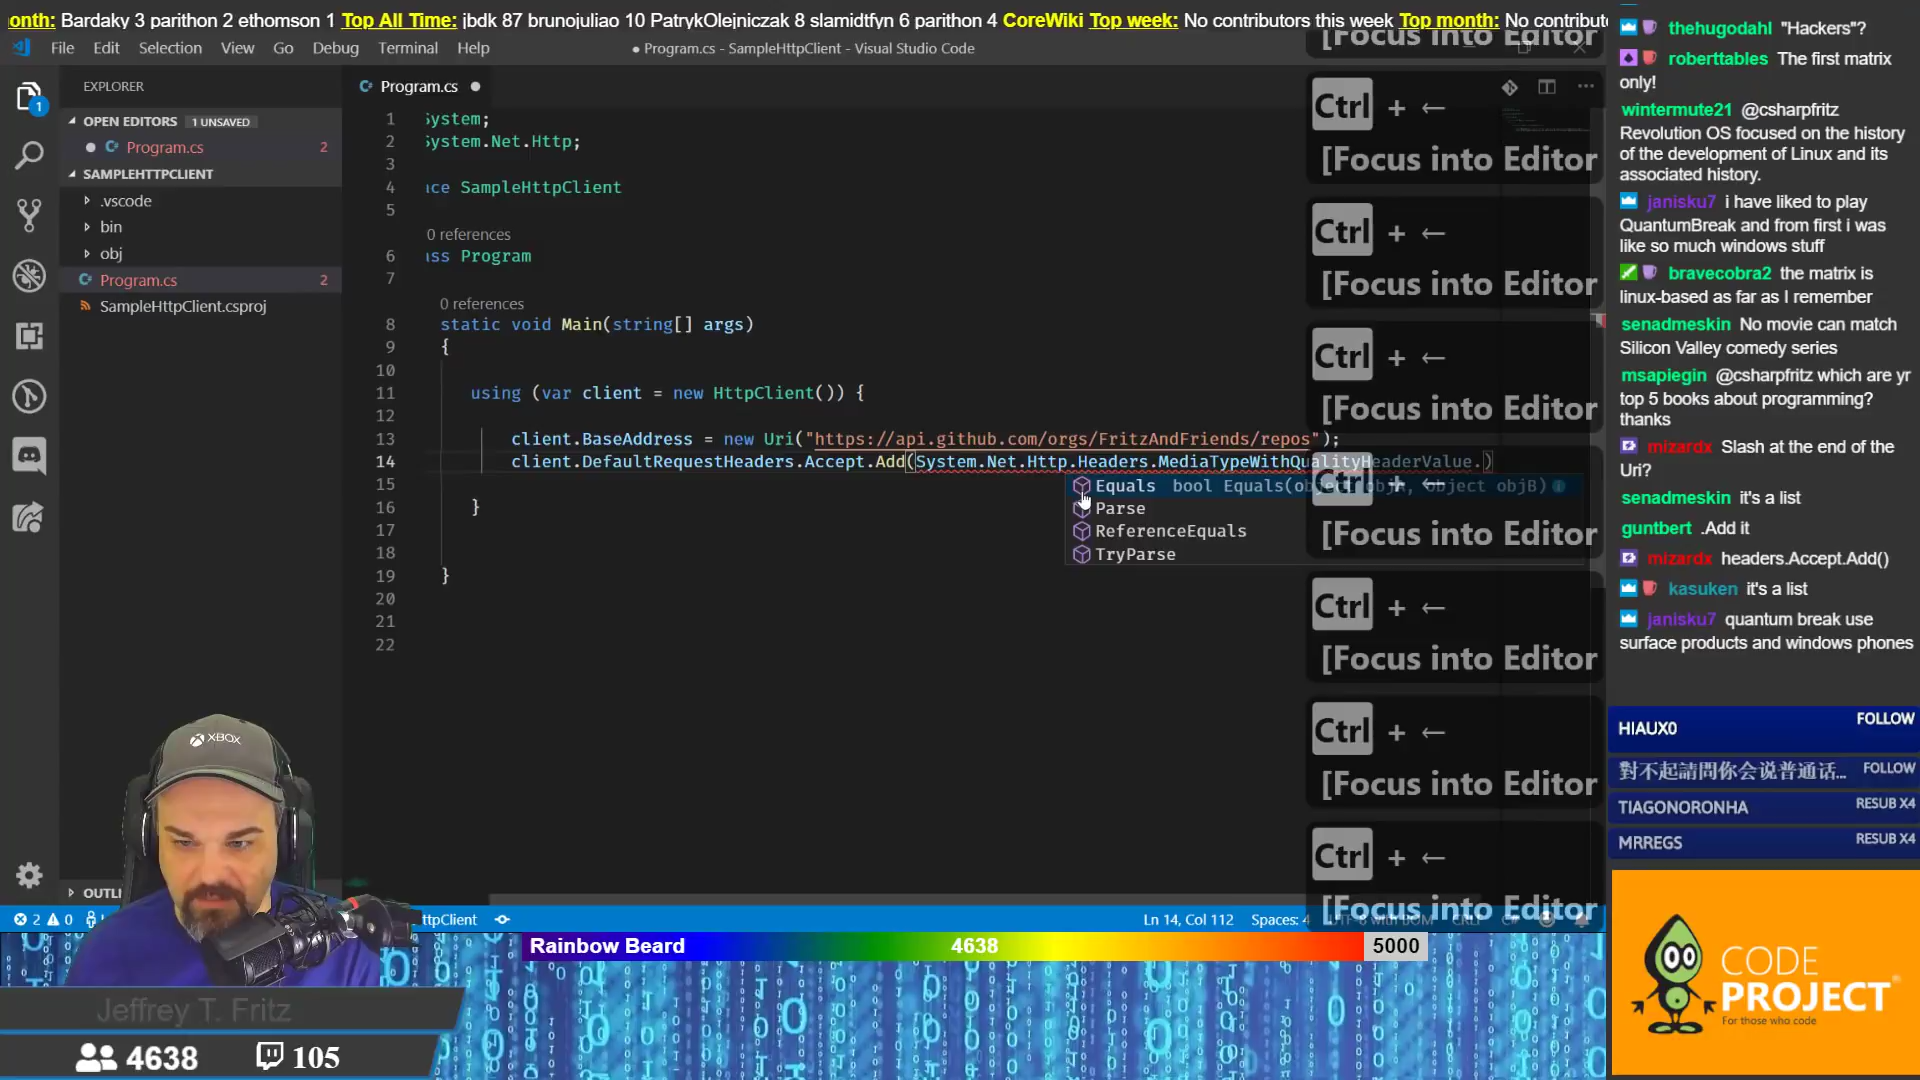 onth: Bardaky 3 parithon 2 ethomson 1 Top All Time: jbdk 87 brunojuliao 10 PatrykOlejniczak 8 slamidtfyn 6 parithon 4 CoreWiki Top week: No contributors this week Top month: No contribut
File Edit Selection View Go Debug Terminal Help
● Program.cs - SampleHttpClient - Visual Studio Code
EXPLORER
OPEN EDITORS 1 UNSAVED
Program.cs 2
SAMPLEHTTPCLIENT
.vscode
bin
obj
Program.cs 2
SampleHttpClient.csproj
1
Program.cs
1 System;
2 System.Net.Http;
3
4 ace SampleHttpClient
5
0 references
6 ass Program
7
0 references
8 static void Main(string[] args)
9 {
10
11 using (var client = new HttpClient()) {
12
13 client.BaseAddress = new Uri("https://api.github.com/orgs/FritzAndFriends/repos");
14 client.DefaultRequestHeaders.Accept.Add(System.Net.Http.Headers.MediaTypeWithQualityHeaderValue.)
15
16 }
17
18
19 }
20
21
22
Equals bool Equals(object objA, object objB)
Parse
ReferenceEquals
TryParse
[Focus into Editor
Ctrl + ←
[Focus into Editor
Ctrl + ←
[Focus into Editor
Ctrl + ←
[Focus into Editor
Ctrl + ←
[Focus into Editor
Ctrl + ←
[Focus into Editor
Ctrl + ←
[Focus into Editor
Ctrl + ←
[Focus into Editor
thehugodahl "Hackers"?
roberttables The first matrix
only!
wintermute21 @csharpfritz
Revolution OS focused on the history
of the development of Linux and its
associated history.
janisku7 i have liked to play
QuantumBreak and from first i was
like so much windows stuff
bravecobra2 the matrix is
linux-based as far as I remember
senadmeskin No movie can match
Silicon Valley comedy series
msapiegin @csharpfritz which are yr
top 5 books about programming?
thanks
mizardx Slash at the end of the
Uri?
senadmeskin it's a list
guntbert .Add it
mizardx headers.Accept.Add()
kasuken it's a list
janisku7 quantum break use
surface products and windows phones
HIAUX0 FOLLOW
對不起請問你会说普通话... FOLLOW
TIAGONORONHA RESUB X4
MRREGS RESUB X4
CODE
PROJECT
For those who code
XBOX
OUTLI
2 0
ttpClient
Ln 14, Col 112 Spaces: 4 UTF-8 with BOM CRLF C#
Rainbow Beard 4638 5000
Jeffrey T. Fritz
4638 105